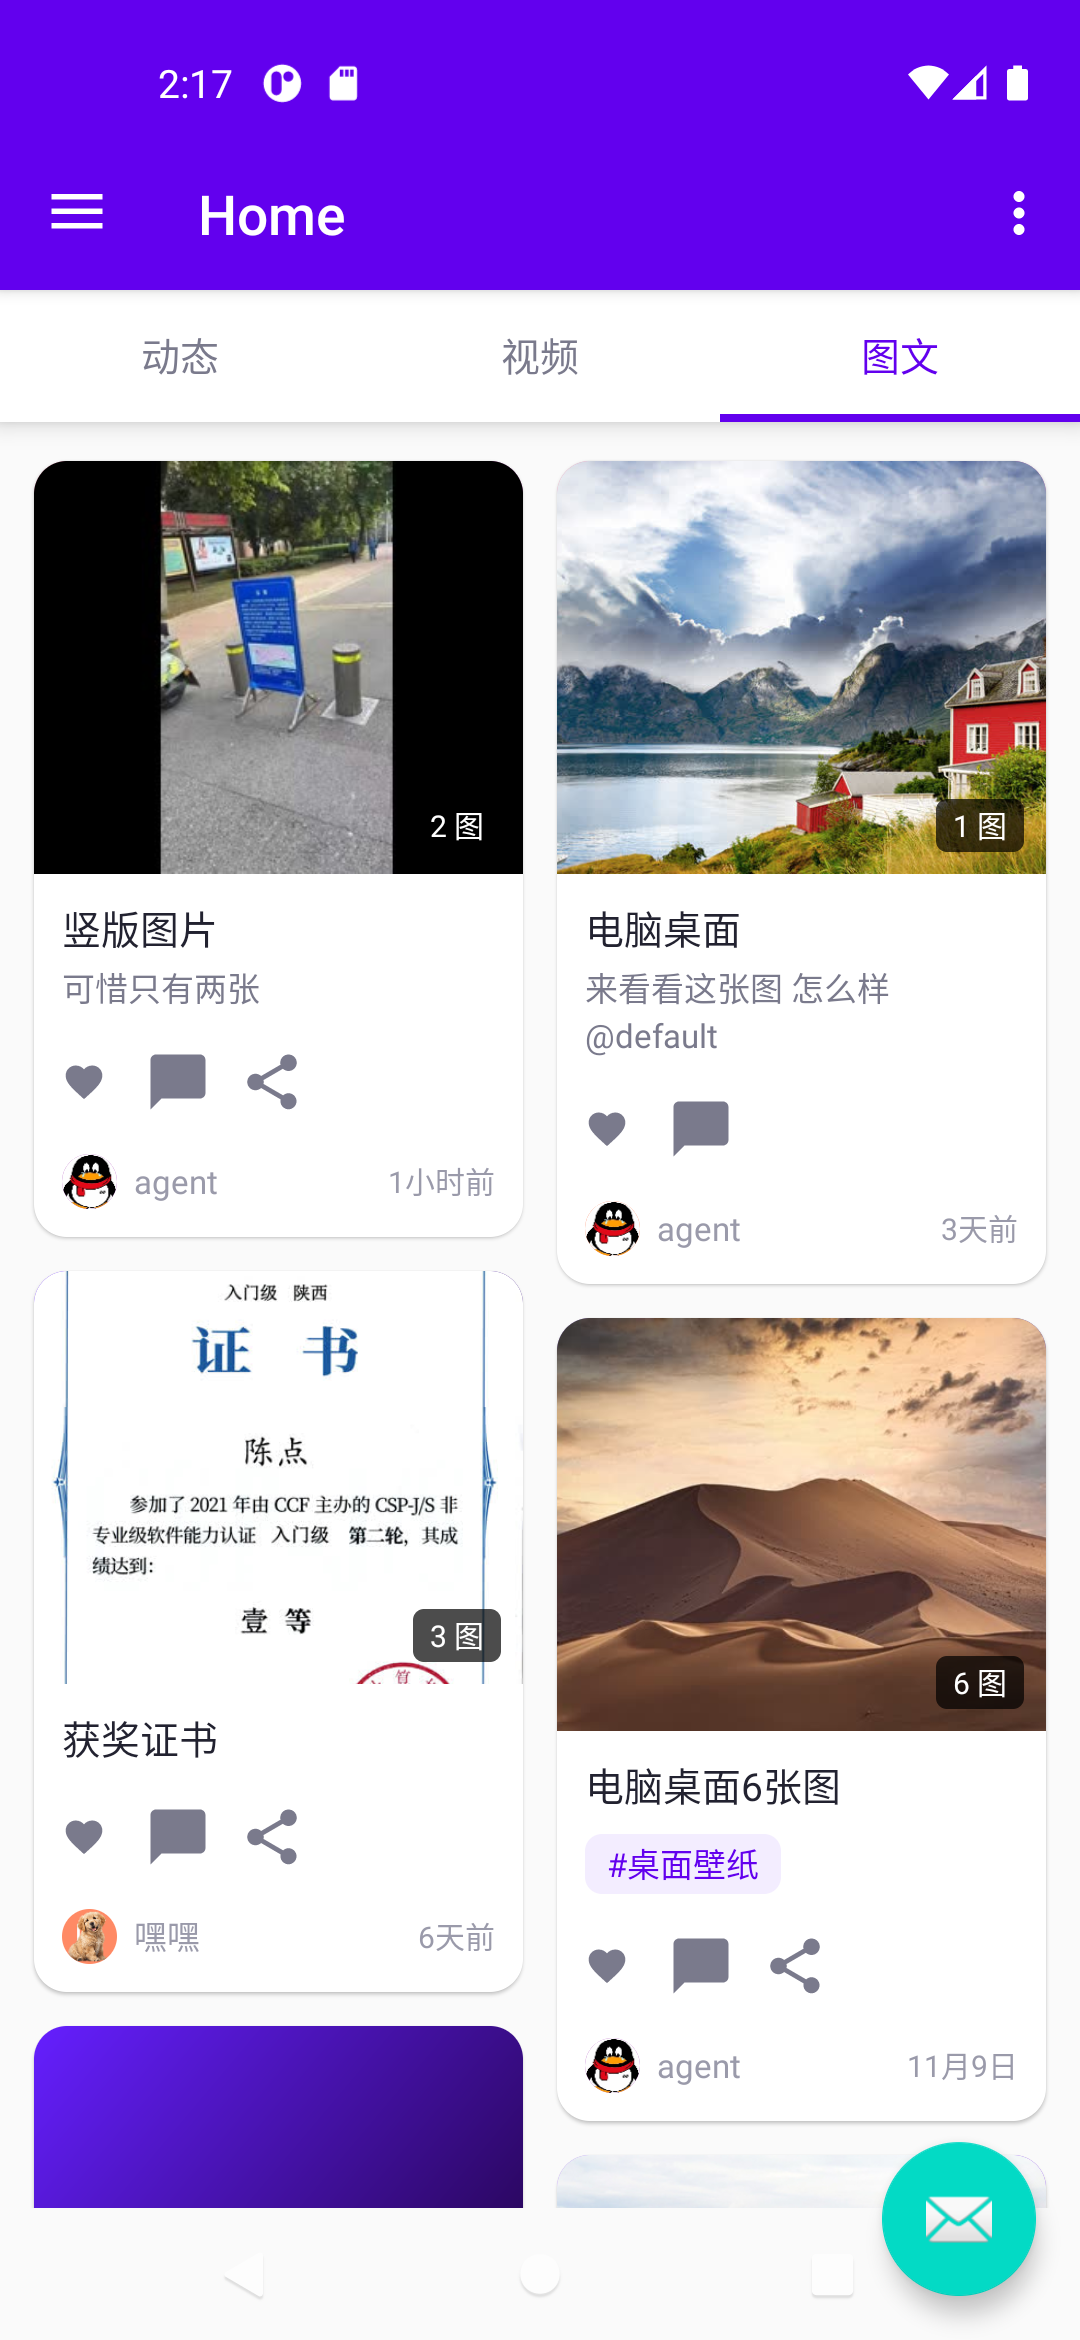 2:17
Home
动态
视频
图文
2 图
竖版图片
可惜只有两张
agent
1小时前
1 图
电脑桌面
来看看这张图 怎么样
@default
agent
3天前
入门级 陕西
证 书
陈点
参加了 2021 年由 CCF 主办的 CSP-J/S 非
专业级软件能力认证 入门级 第二轮，其成
绩达到：
壹 等
3 图
获奖证书
嘿嘿
6天前
6 图
电脑桌面6张图
#桌面壁纸
agent
11月9日